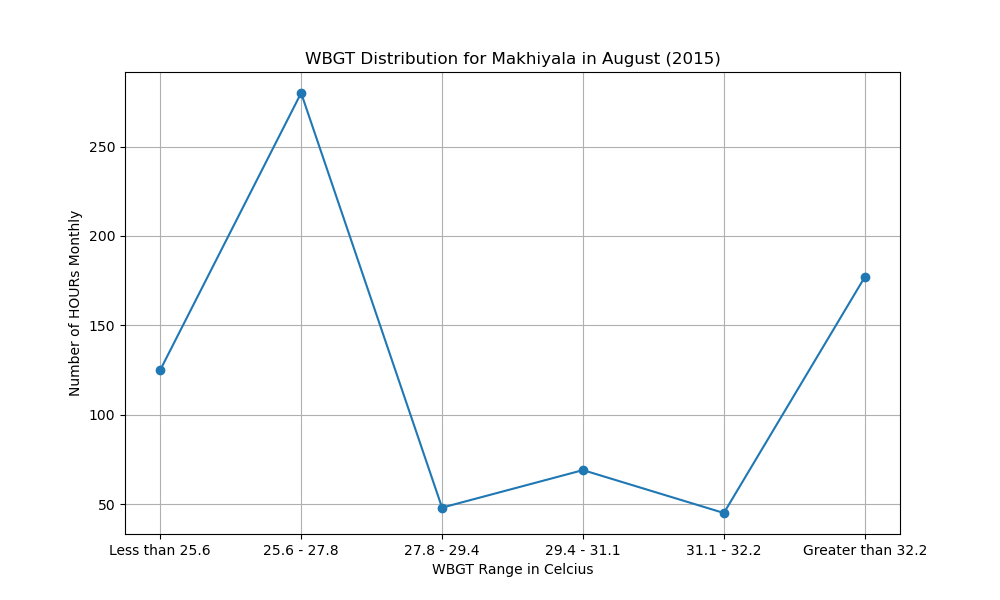 WBGT Distribution for Makhiyala in August (2015)
Number of HOURs Monthly
250
200
150
100
50
Less than 25.6
25.6 - 27.8
27.8 - 29.4
29.4 - 31.1
31.1 - 32.2
Greater than 32.2
WBGT Range in Celcius